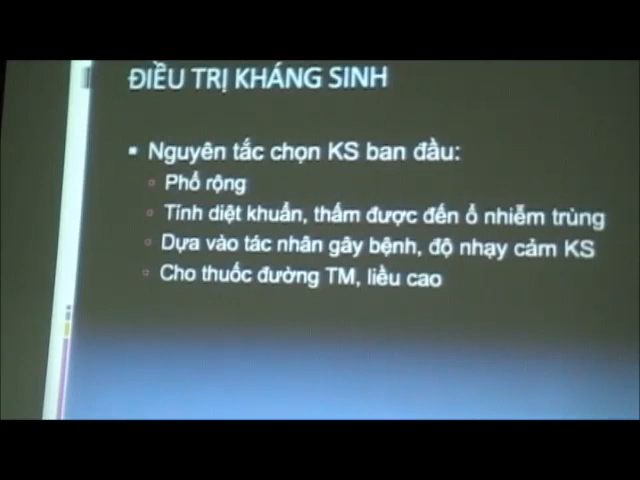 ĐIỀU TRỊ KHÁNG SINH
▪ Nguyên tắc chọn KS ban đầu:
▫ Phổ rộng
▫ Tính diệt khuẩn, thấm được đến ổ nhiễm trùng
▫ Dựa vào tác nhân gây bệnh, độ nhạy cảm KS
▫ Cho thuốc đường TM, liều cao